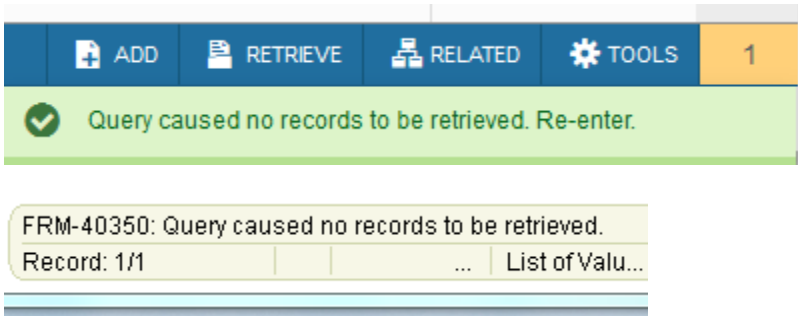 ADD RETRIEVE RELATED TOOLS 1
Query caused no records to be retrieved. Re-enter.
FRM-40350: Query caused no records to be retrieved.
Record: 1/1 ... List of Valu...